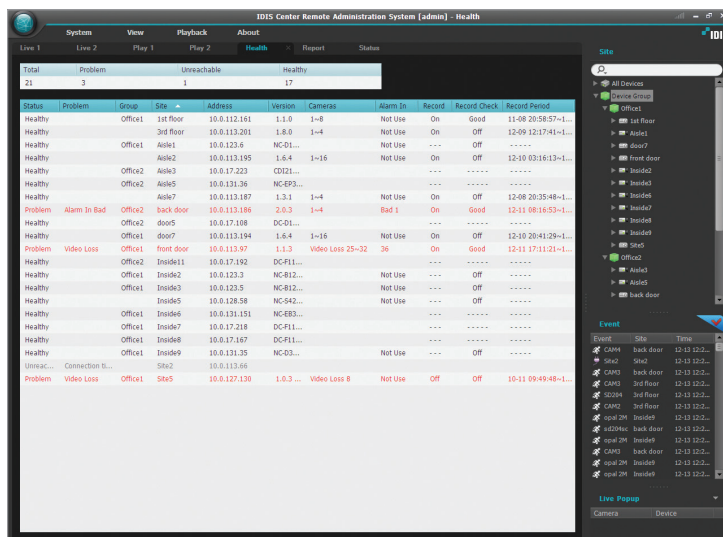 IDIS Center Remote Administration System [admin] - Health
System View Playback About
IDI
Live 1 Live 2 Play 1 Play 2 Health Report Status
Site
Total Problem Unreachable Healthy
21 3 1 17
All Devices
Device Group
Office1
1st floor
Aisle1
door7
front door
Inside2
Inside3
Inside6
Inside7
Inside8
Inside9
Site5
Office2
Aisle3
Aisle5
back door
Status Problem Group Site Address Version Cameras Alarm In Record Record Check Record Period
Healthy Office1 1st floor 10.0.112.161 1.1.0 1~8 Not Use On Good 11-08 20:58:57~1...
Healthy 3rd floor 10.0.113.201 1.8.0 1~4 Not Use On Off 12-09 12:17:41~1...
Healthy Office1 Aisle1 10.0.123.6 NC-D1... Not Use --- Off -----
Healthy Aisle2 10.0.113.195 1.6.4 1~16 Not Use On Off 12-10 03:16:13~1...
Healthy Office2 Aisle3 10.0.17.223 CDI21... --- ----- -----
Healthy Office2 Aisle5 10.0.131.36 NC-EP3... --- ----- -----
Healthy Aisle7 10.0.113.187 1.3.1 1~4 Not Use On Off 12-08 20:35:48~1...
Problem Alarm In Bad Office2 back door 10.0.113.186 2.0.3 1~4 Bad 1 On Good 12-11 08:16:53~1...
Healthy Office2 door5 10.0.17.108 DC-D1... --- ----- -----
Healthy Office1 door7 10.0.113.194 1.6.4 1~16 Not Use On Off 12-10 20:41:29~1...
Problem Video Loss Office1 front door 10.0.113.97 1.1.3 Video Loss 25~32 36 On Good 12-11 17:11:21~1...
Healthy Office2 Inside11 10.0.17.192 DC-F11... --- ----- -----
Healthy Office1 Inside2 10.0.123.3 NC-B12... Not Use --- Off -----
Healthy Office1 Inside3 10.0.123.5 NC-B12... Not Use --- Off -----
Healthy Inside5 10.0.128.58 NC-S42... Not Use --- Off -----
Healthy Office1 Inside6 10.0.131.151 NC-EB3... --- ----- -----
Healthy Office1 Inside7 10.0.17.218 DC-F11... --- ----- -----
Healthy Office1 Inside8 10.0.17.167 DC-F11... --- ----- -----
Healthy Office1 Inside9 10.0.131.35 NC-D3... Not Use --- Off -----
Unreac... Connection ti... Site2 10.0.113.66
Problem Video Loss Office1 Site5 10.0.127.130 1.0.3 ... Video Loss 8 Not Use Off Off 10-11 09:49:48~1...
Event
Event Site Time
CAM4 back door 12-13 12:2...
Site2 Site2 12-13 12:2...
CAM3 back door 12-13 12:2...
CAM3 3rd floor 12-13 12:2...
SD204 3rd floor 12-13 12:2...
CAM2 3rd floor 12-13 12:2...
opal 2M Inside9 12-13 12:2...
sd204sc back door 12-13 12:2...
opal 2M Inside9 12-13 12:2...
CAM3 back door 12-13 12:2...
opal 2M Inside9 12-13 12:2...
opal 2M Inside9 12-13 12:2...
Live Popup
Camera Device